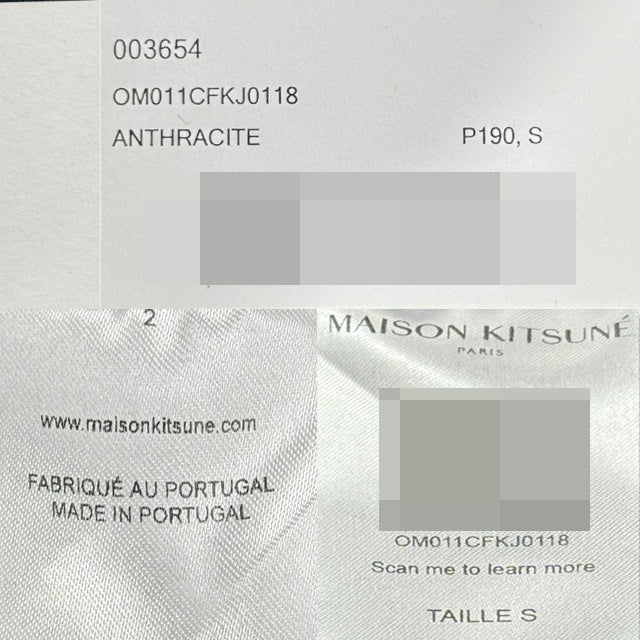 003654
OM011CFKJ0118
ANTHRACITE P190, S
2
www.maisonkitsune.com
FABRIQUÉ AU PORTUGAL
MADE IN PORTUGAL
MAISON KITSUNÉ
PARIS
OM011CFKJ0118
Scan me to learn more
TAILLE S